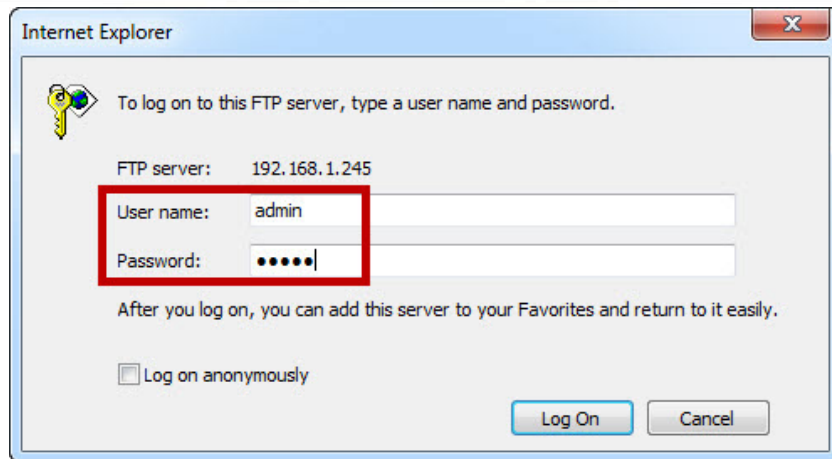 Internet Explorer
To log on to this FTP server, type a user name and password.
FTP server: 192.168.1.245
User name: admin
Password: •••••
After you log on, you can add this server to your Favorites and return to it easily.
Log on anonymously
Log On Cancel